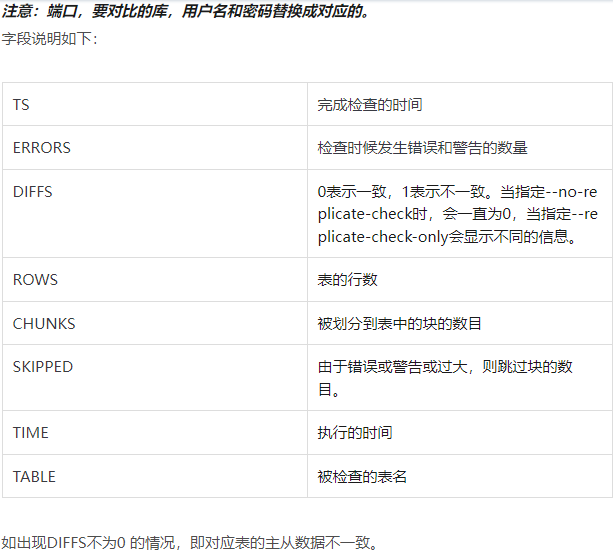 注意：端口，要对比的库，用户名和密码替换成对应的。
字段说明如下：
TS 完成检查的时间
ERRORS 检查时候发生错误和警告的数量
DIFFS 0表示一致，1表示不一致。当指定--no-re
plicate-check时，会一直为0，当指定--re
plicate-check-only会显示不同的信息。
ROWS 表的行数
CHUNKS 被划分到表中的块的数目
SKIPPED 由于错误或警告或过大，则跳过块的数
目。
TIME 执行的时间
TABLE 被检查的表名
如出现DIFFS不为0 的情况，即对应表的主从数据不一致。